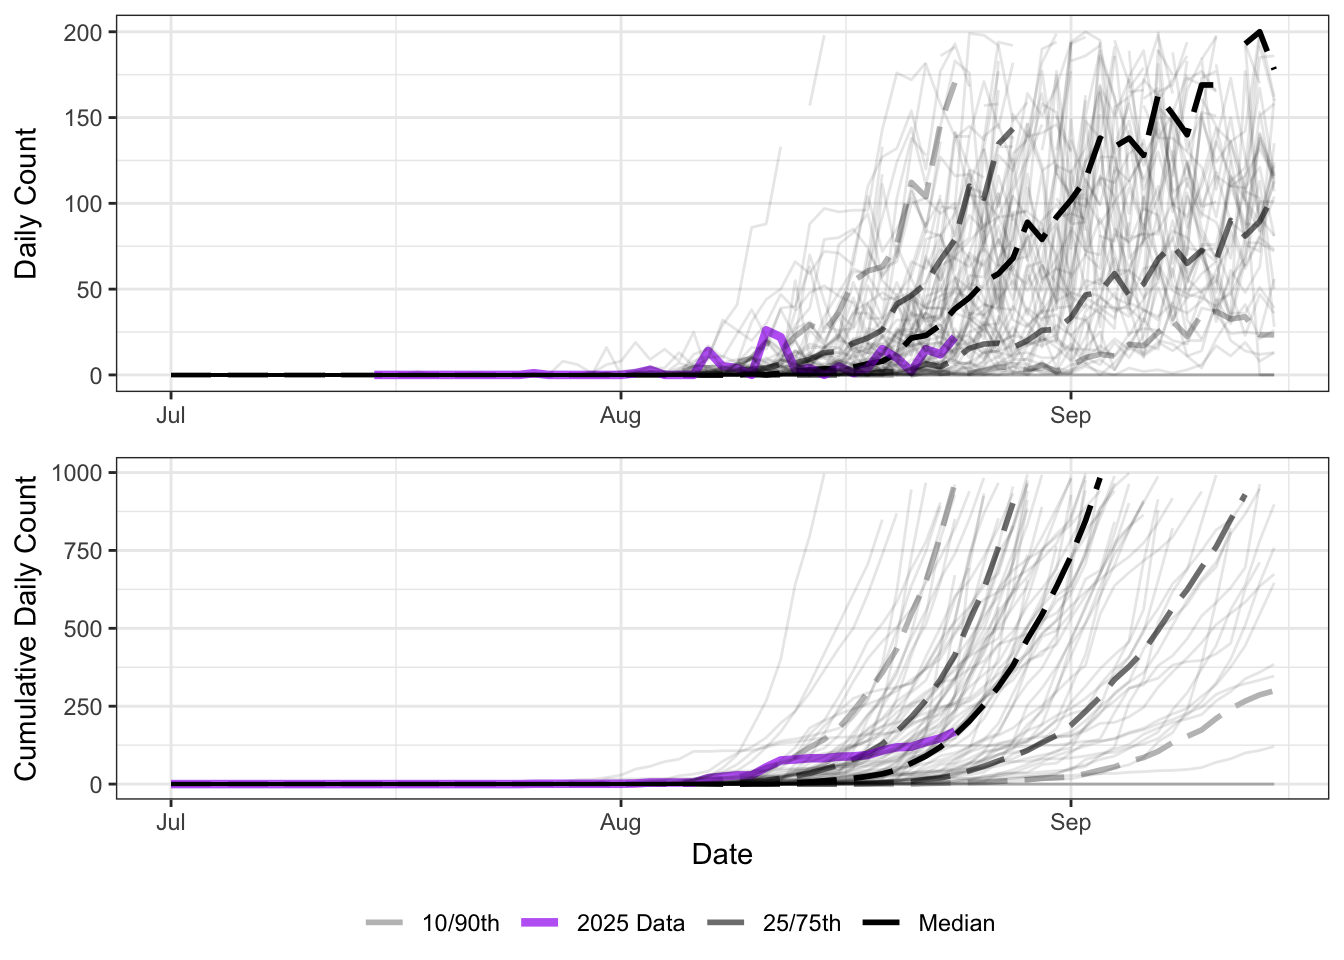 200
150
100
50
0
Daily Count
Jul Aug Sep
1000
750
500
250
0
Cumulative Daily Count
Jul Aug Sep
Date
10/90th 2025 Data 25/75th Median